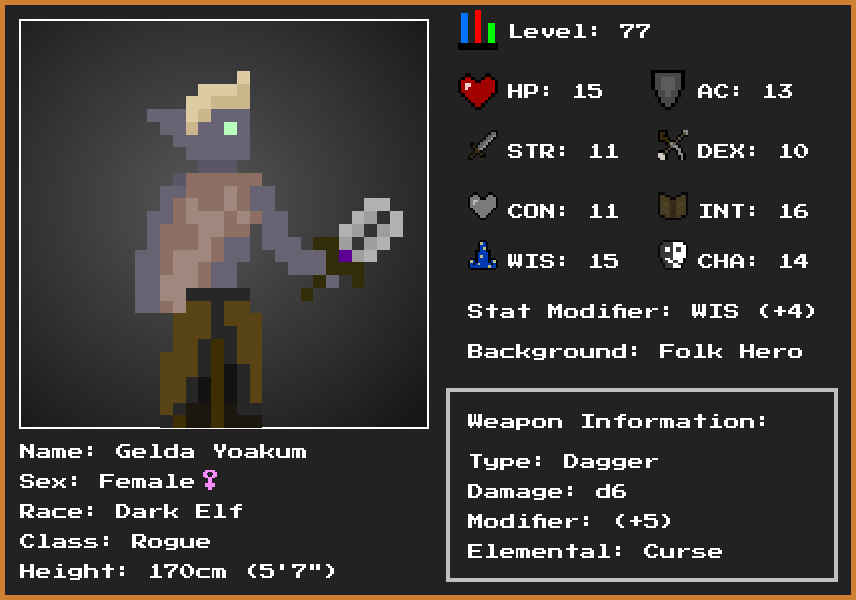 Level: 77
HP: 15 AC: 13
STR: 11 DEX: 10
CON: 11 INT: 16
WIS: 15 CHA: 14
Stat Modifier: WIS (+4)
Background: Folk Hero
Weapon Information:
Type: Dagger
Damage: d6
Modifier: (+5)
Elemental: Curse
Name: Gelda Yoakum
Sex: Female♀
Race: Dark Elf
Class: Rogue
Height: 170cm (5'7")